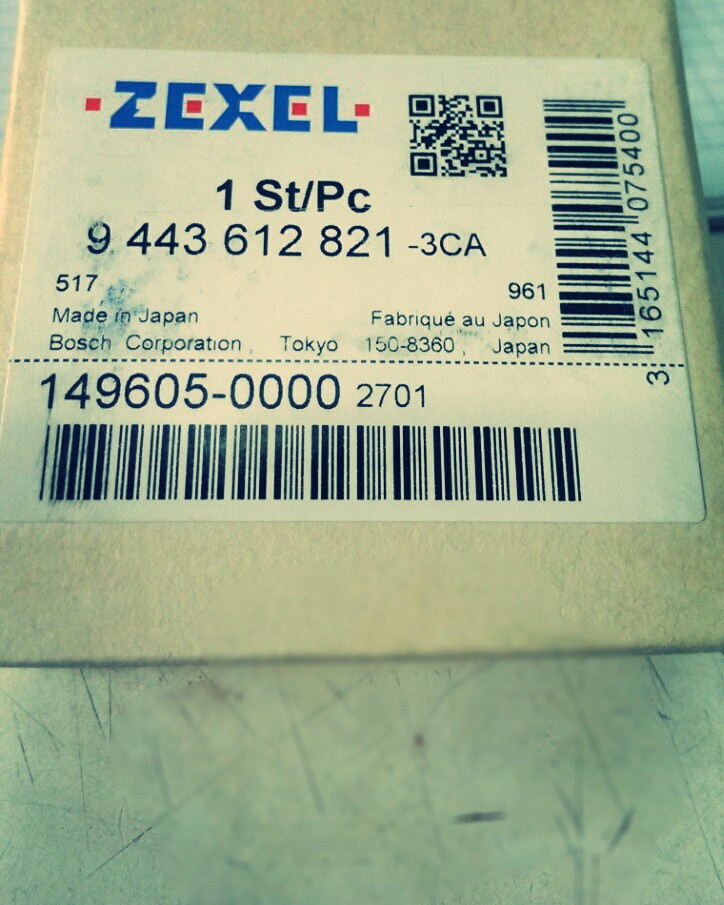 ZEXEL
1 St/Pc
9 443 612 821 -3CA
517 961
Made in Japan Fabriqué au Japon
Bosch Corporation, Tokyo 150-8360, Japan
149605-0000 2701
3 165144 075400